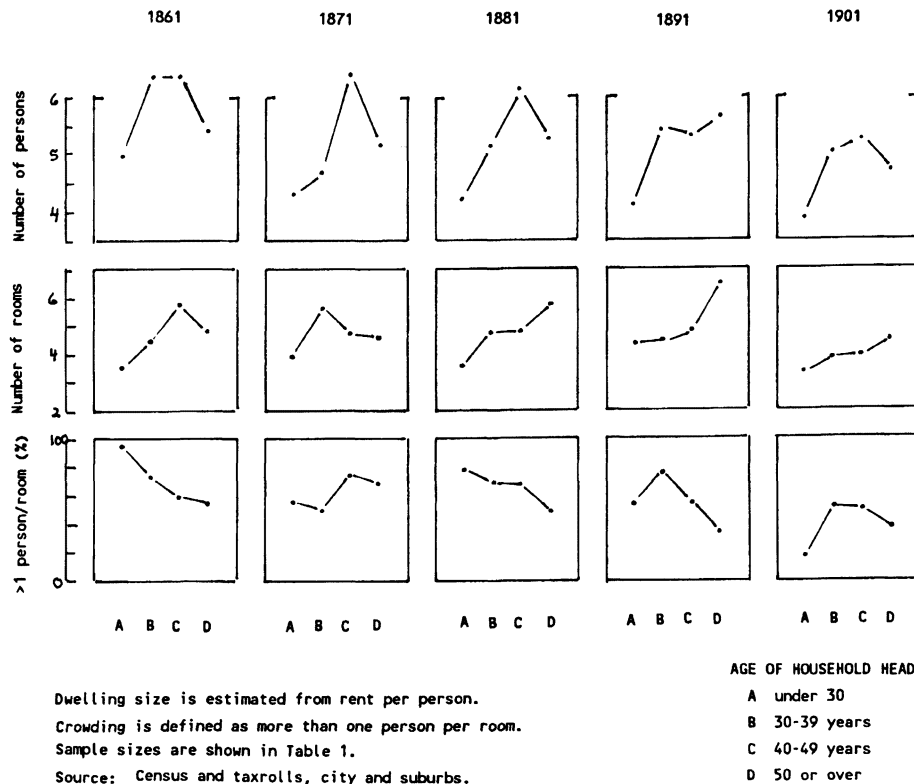 1861 1871 1881 1891 1901
Number of persons
6
5
4
Number of rooms
6
4
2
>1 person/room (%)
100
0
A B C D A B C D A B C D A B C D A B C D
Dwelling size is estimated from rent per person.
Crowding is defined as more than one person per room.
Sample sizes are shown in Table 1.
Source: Census and taxrolls, city and suburbs.
AGE OF HOUSEHOLD HEAD
A under 30
B 30-39 years
C 40-49 years
D 50 or over